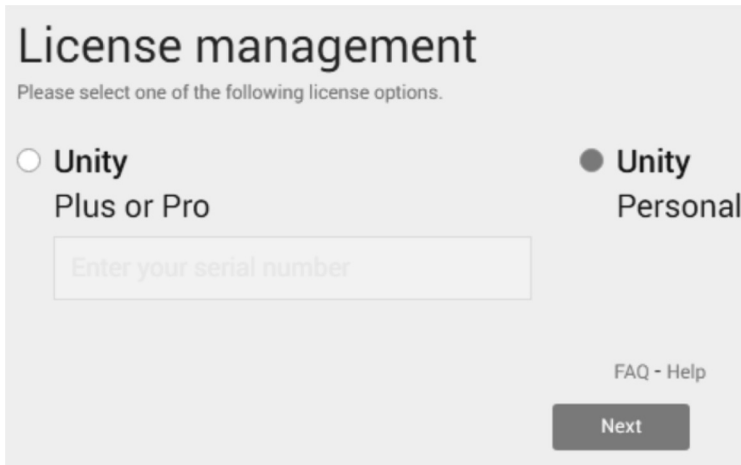 License management
Please select one of the following license options.
Unity
Plus or Pro
Enter your serial number
Unity
Personal
FAQ - Help
Next